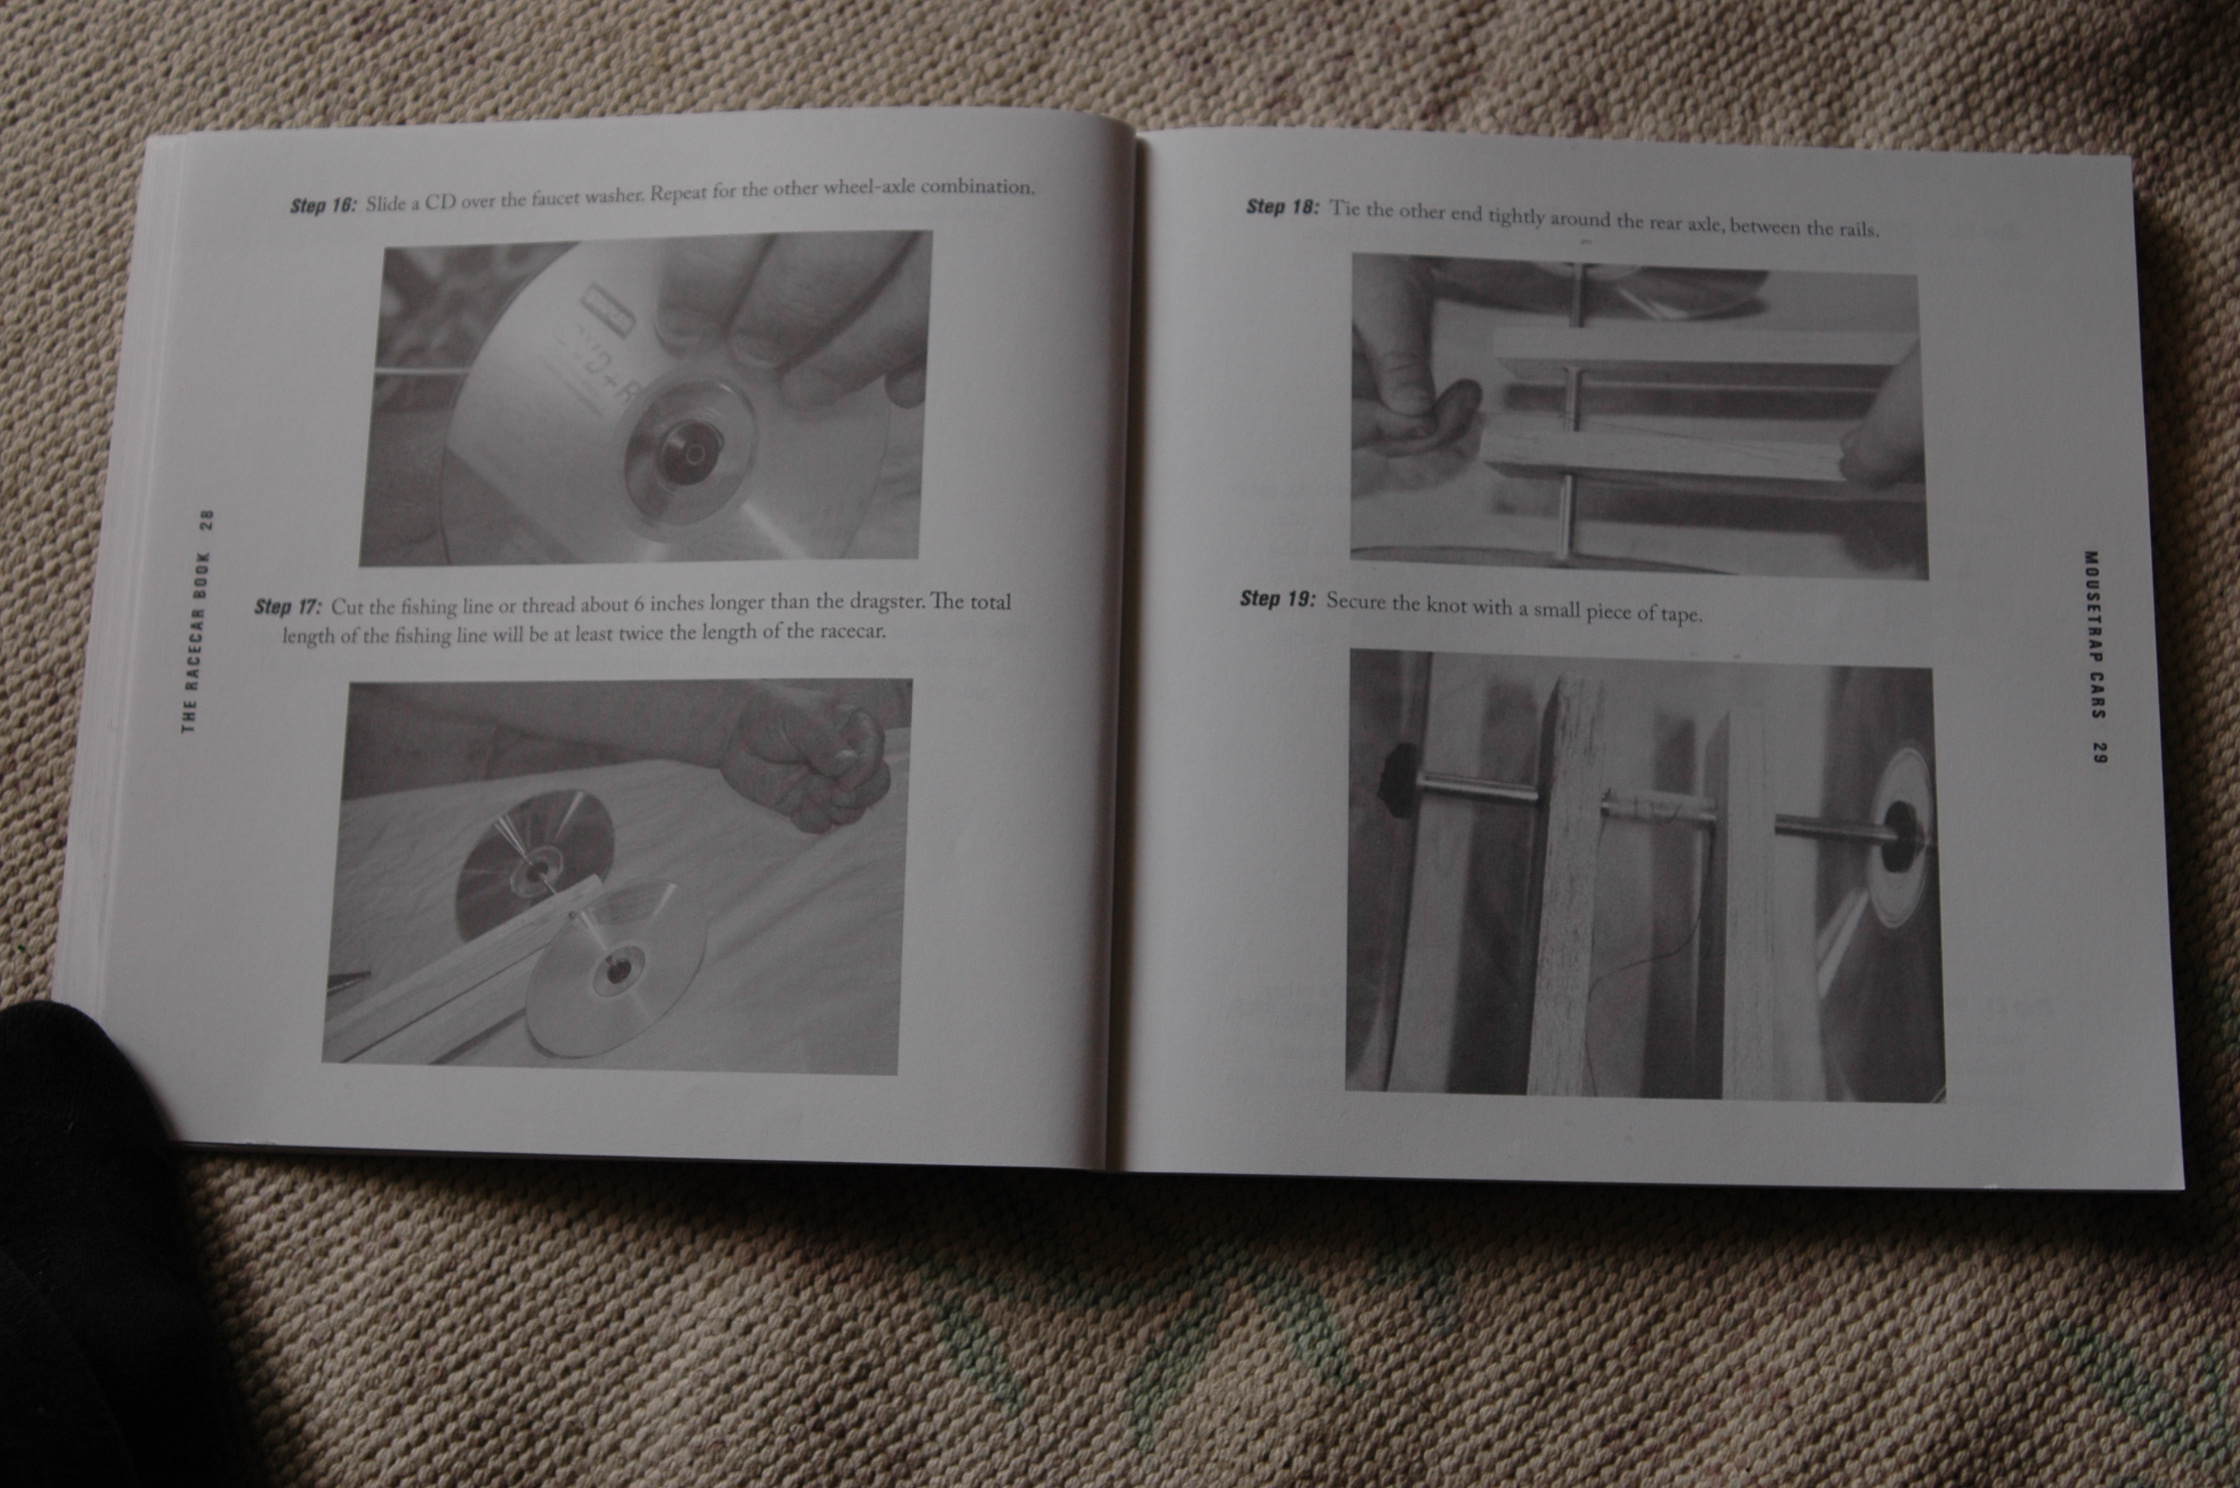 THE RACECAR BOOK 28
Step 16: Slide a CD over the faucet washer. Repeat for the other wheel-axle combination.
DVD+R
Step 17: Cut the fishing line or thread about 6 inches longer than the dragster. The total
length of the fishing line will be at least twice the length of the racecar.
MOUSETRAP CARS 29
Step 18: Tie the other end tightly around the rear axle, between the rails.
Step 19: Secure the knot with a small piece of tape.